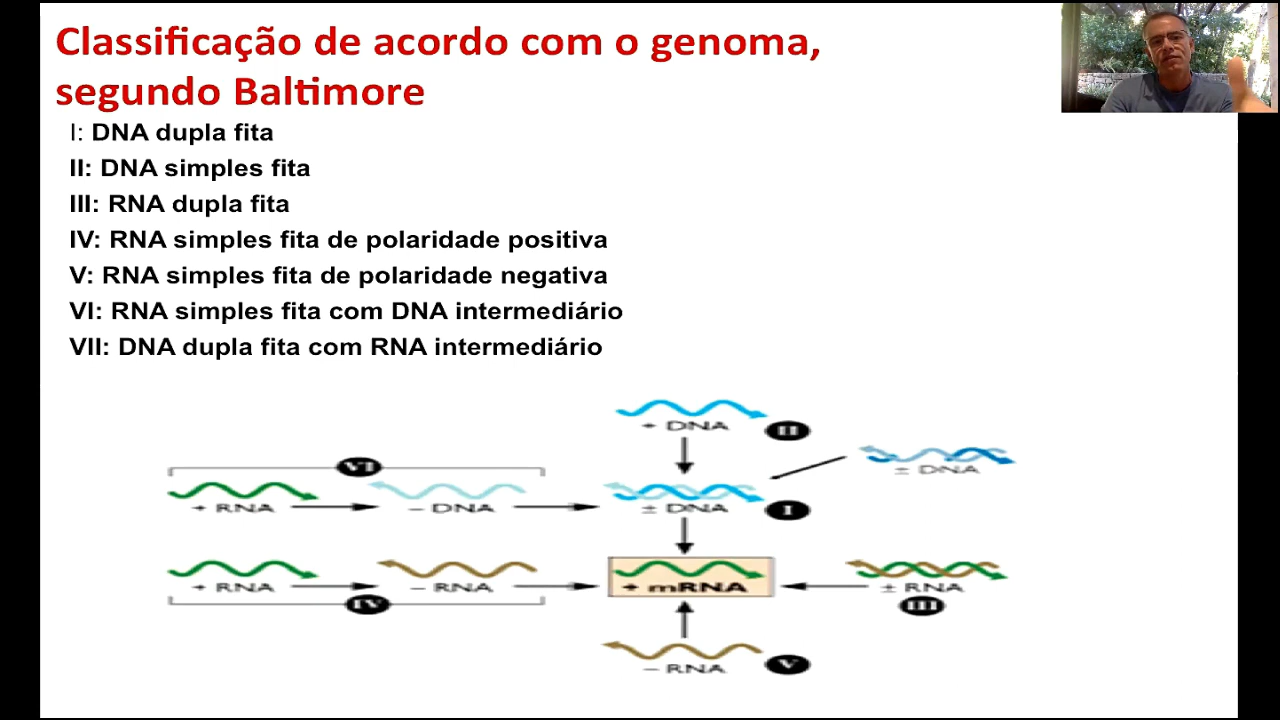 Classificação de acordo com o genoma,
segundo Baltimore
I: DNA dupla fita
II: DNA simples fita
III: RNA dupla fita
IV: RNA simples fita de polaridade positiva
V: RNA simples fita de polaridade negativa
VI: RNA simples fita com DNA intermediário
VII: DNA dupla fita com RNA intermediário
+ DNA
II
± DNA
VI
+ RNA
− DNA
± DNA
I
+ RNA
− RNA
+ mRNA
± RNA
IV
III
− RNA
V